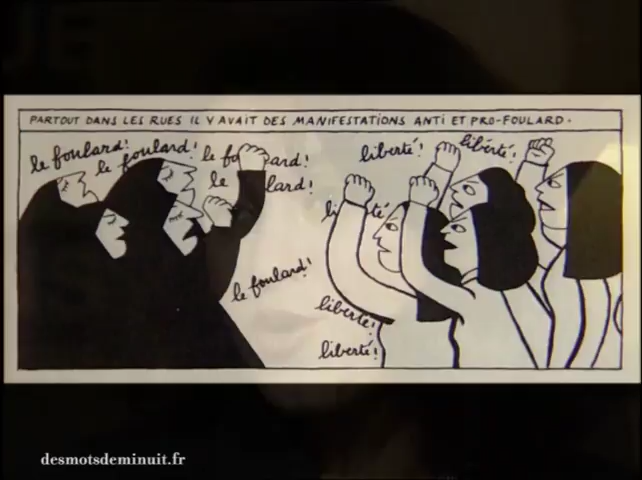 PARTOUT DANS LES RUES IL Y AVAIT DES MANIFESTATIONS ANTI ET PRO-FOULARD.
le foulard!
le foulard!
le foulard!
le foulard!
le foulard!
liberté!
liberté!
liberté
liberté!
liberté!
desmotsdeminuit.fr